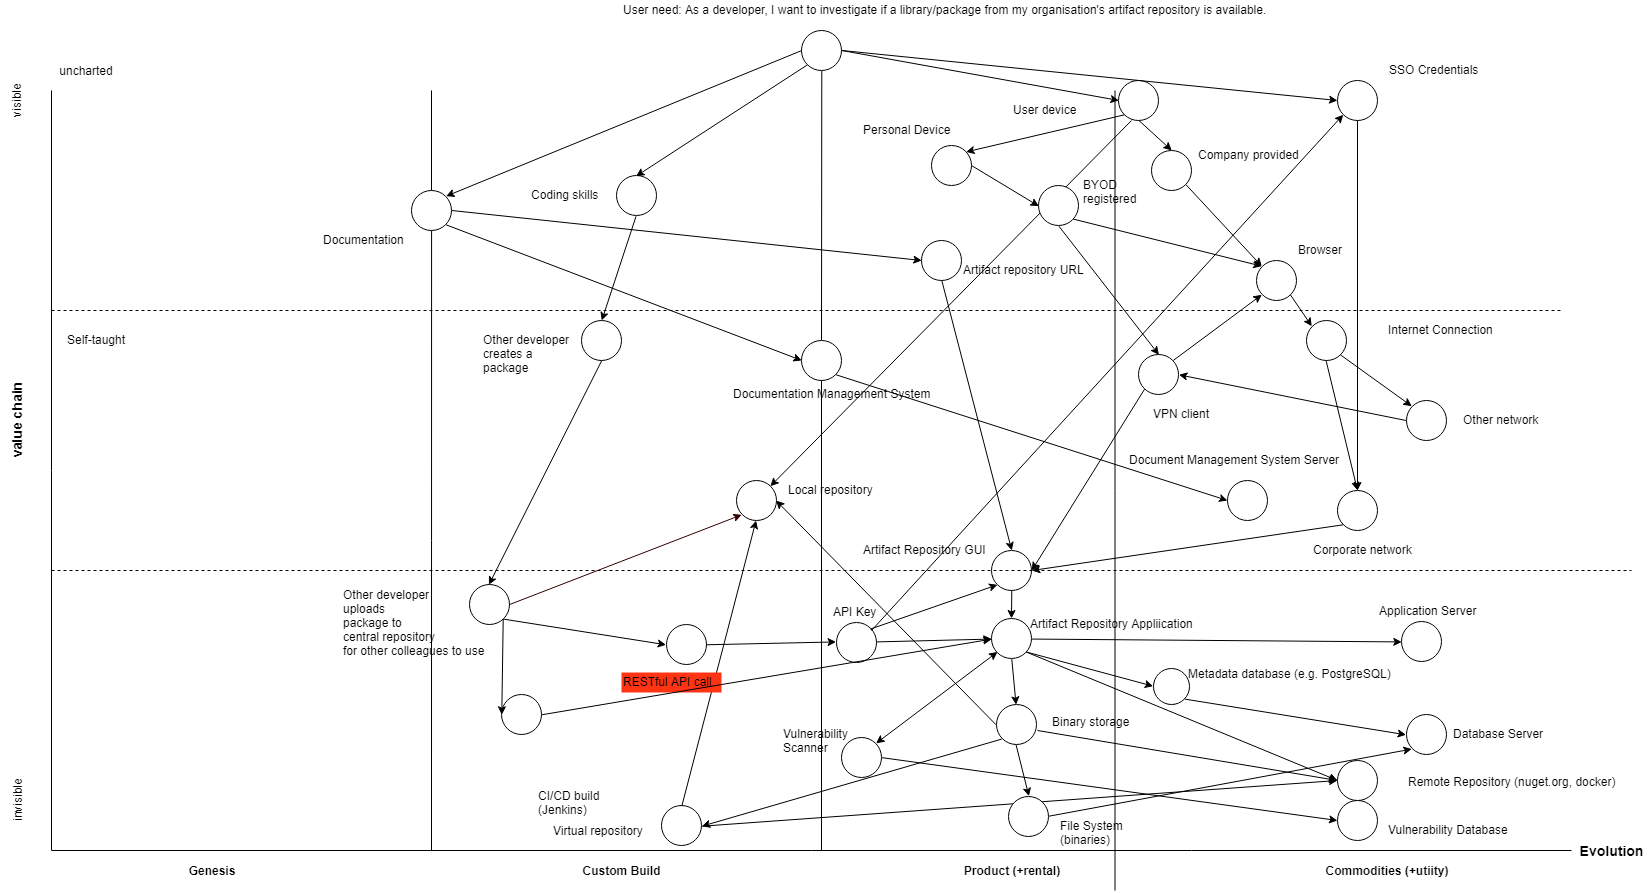 User need: As a developer, I want to investigate if a library/package from my organisation's artifact repository is available.
uncharted
visible
SSO Credentials
User device
Personal Device
Company provided
BYOD
registered
Coding skills
Documentation
Browser
Artifact repository URL
Self-taught
Other developer
creates a
package
Internet Connection
Documentation Management System
VPN client
Other network
value chain
Document Management System Server
Local repository
Artifact Repository GUI
Corporate network
Other developer
uploads
package to
central repository
for other colleagues to use
API Key
Artifact Repository Appliication
Application Server
RESTful API call
Metadata database (e.g. PostgreSQL)
Binary storage
Vulnerability
Scanner
Database Server
Remote Repository (nuget.org, docker)
CI/CD build
(Jenkins)
Virtual repository
File System
(binaries)
Vulnerability Database
invisible
Evolution
Genesis
Custom Build
Product (+rental)
Commodities (+utiity)